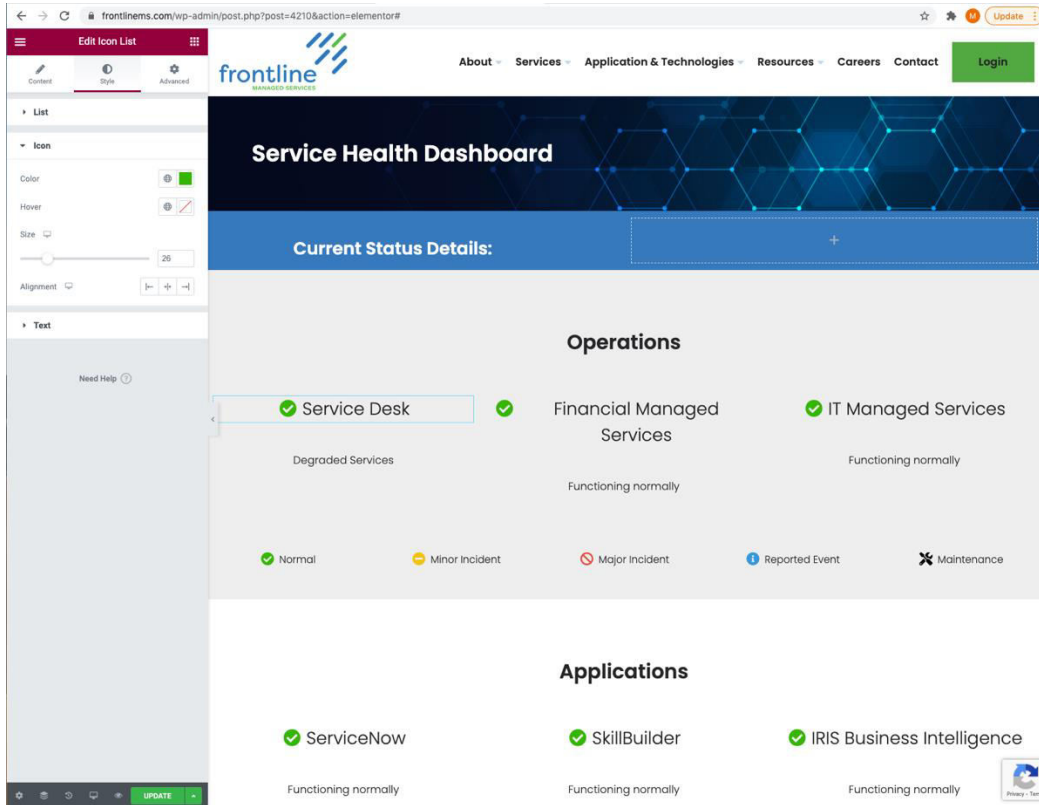 frontlinems.com/wp-admin/post.php?post=4210&action=elementor#
M
Update
Edit Icon List
Content
Style
Advanced
List
Icon
Color
Hover
Size
26
Alignment
Text
Need Help ?
UPDATE
frontline
MANAGED SERVICES
About
Services
Application & Technologies
Resources
Careers
Contact
Login
Service Health Dashboard
Current Status Details:
+
Operations
Service Desk
Degraded Services
Financial Managed
Services
Functioning normally
IT Managed Services
Functioning normally
Normal
Minor Incident
Major Incident
Reported Event
Maintenance
Applications
ServiceNow
SkillBuilder
IRIS Business Intelligence
Functioning normally
Functioning normally
Functioning normally